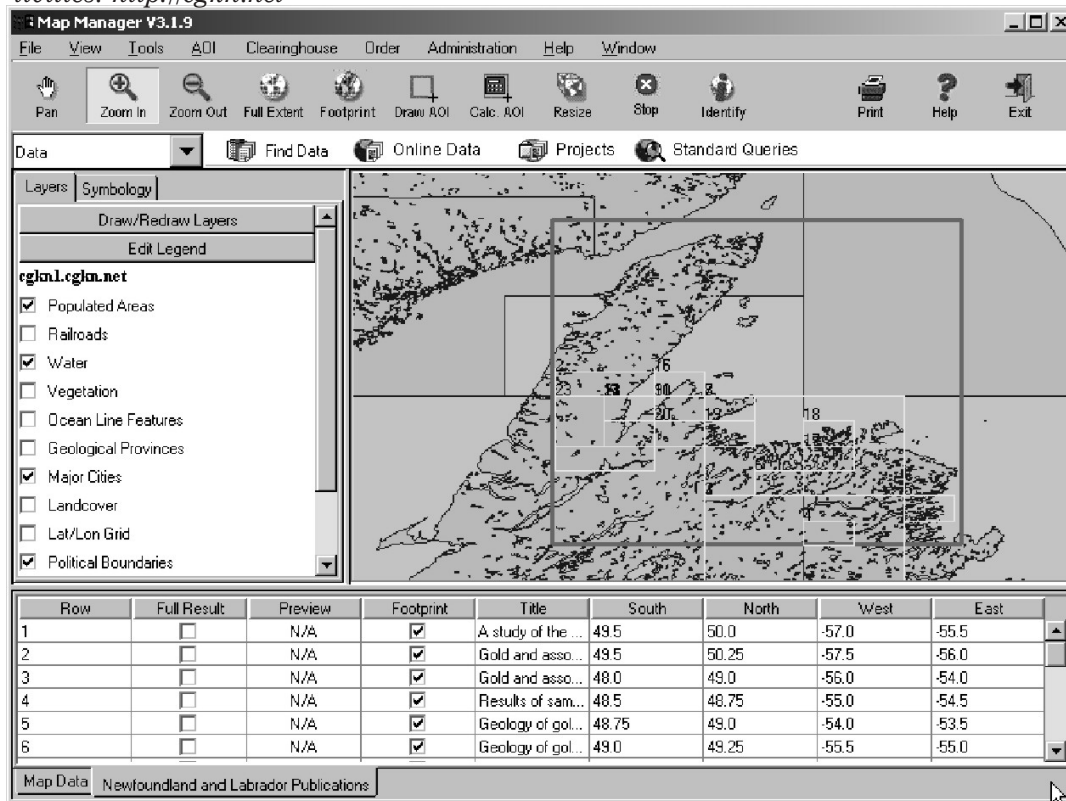 Map Manager V3.1.9
File View Tools AOI Clearinghouse Order Administration Help Window
Pan Zoom In Zoom Out Full Extent Footprint Draw AOI Calc. AOI Resize Stop Identify Print Help Exit
Data Find Data Online Data Projects Standard Queries
Layers Symbology
Draw/Redraw Layers
Edit Legend
cgkn1.cgkn.net
Populated Areas
Railroads
Water
Vegetation
Ocean Line Features
Geological Provinces
Major Cities
Landcover
Lat/Lon Grid
Political Boundaries
16
23
20
19
18
Row Full Result Preview Footprint Title South North West East
1 N/A A study of the ... 49.5 50.0 -57.0 -55.5
2 N/A Gold and asso... 49.5 50.25 -57.5 -56.0
3 N/A Gold and asso... 48.0 49.0 -56.0 -54.0
4 N/A Results of sam... 48.5 48.75 -55.0 -54.5
5 N/A Geology of gol... 48.75 49.0 -54.0 -53.5
6 N/A Geology of gol... 49.0 49.25 -55.5 -55.0
Map Data Newfoundland and Labrador Publications